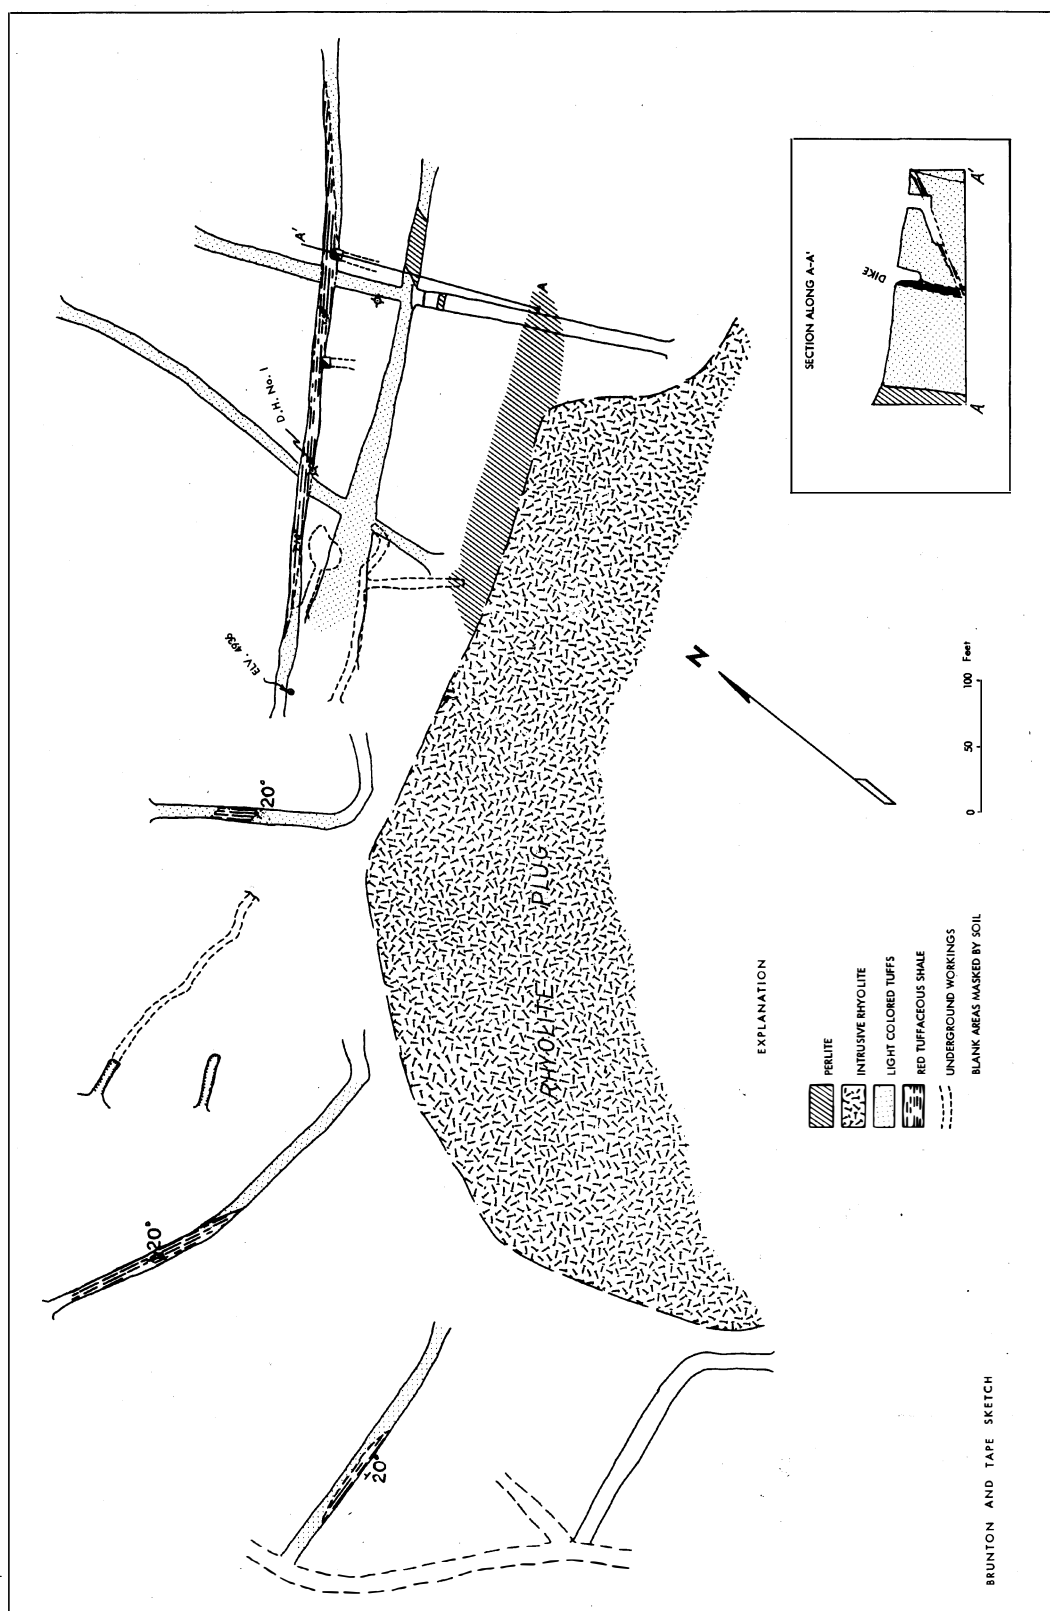 A'
D.H. No. 1
A
ELV. 4936
20°
20°
20°
RHYOLITE PLUG
N
0 50 100 Feet
SECTION ALONG A-A'
DIKE
A A'
EXPLANATION
PERLITE
INTRUSIVE RHYOLITE
LIGHT COLORED TUFFS
RED TUFFACEOUS SHALE
UNDERGROUND WORKINGS
BLANK AREAS MASKED BY SOIL
BRUNTON AND TAPE SKETCH